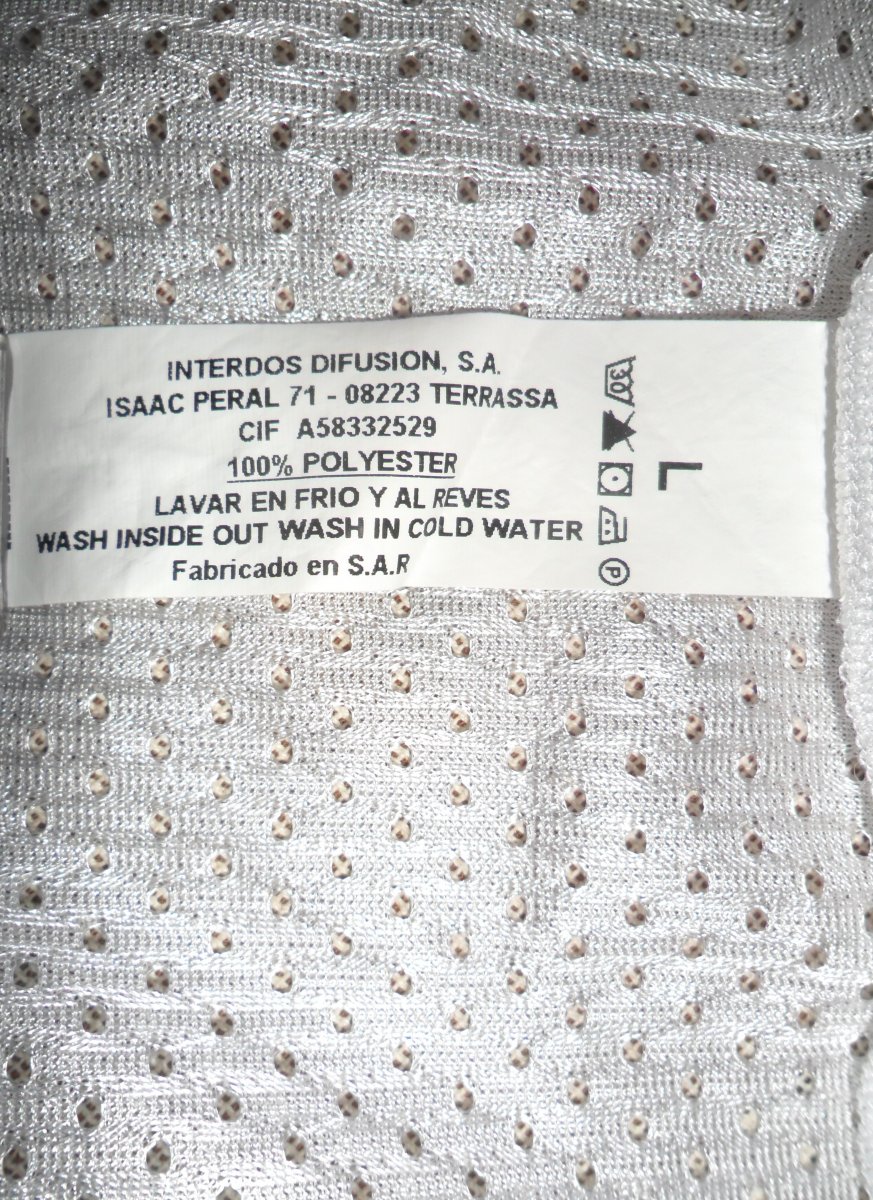 INTERDOS DIFUSION, S.A.
ISAAC PERAL 71 - 08223 TERRASSA
CIF A58332529
100% POLYESTER
LAVAR EN FRIO Y AL REVES
WASH INSIDE OUT WASH IN COLD WATER
Fabricado en S.A.R
30
P
L